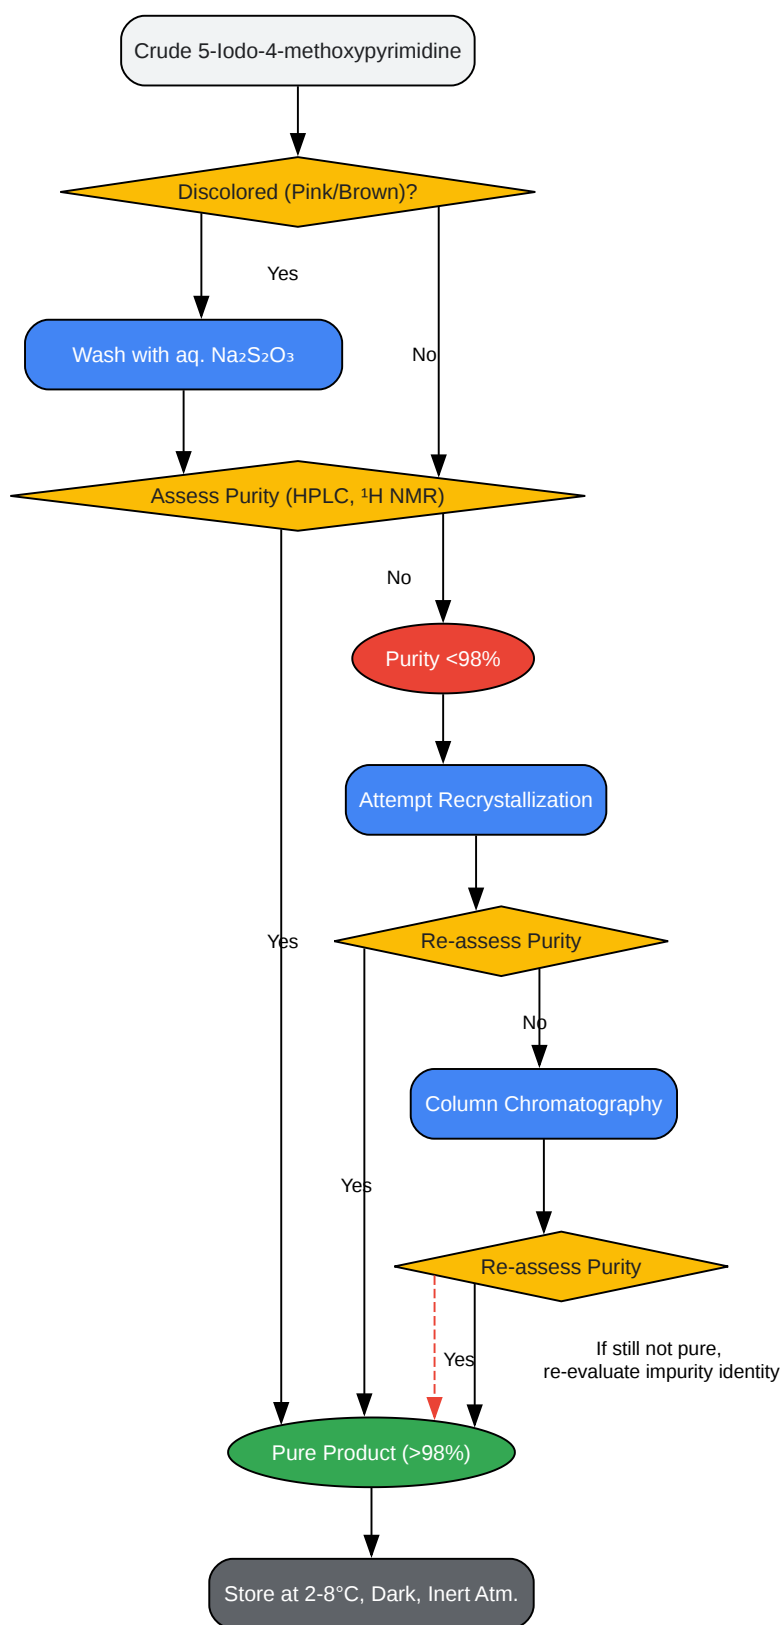 Crude 5-Iodo-4-methoxypyrimidine
Discolored (Pink/Brown)?
Yes
Wash with aq. Na₂S₂O₃
No
Assess Purity (HPLC, ¹H NMR)
No
Purity <98%
Attempt Recrystallization
Yes
Re-assess Purity
No
Column Chromatography
Yes
Re-assess Purity
If still not pure,
re-evaluate impurity identity
Yes
Pure Product (>98%)
Store at 2-8°C, Dark, Inert Atm.